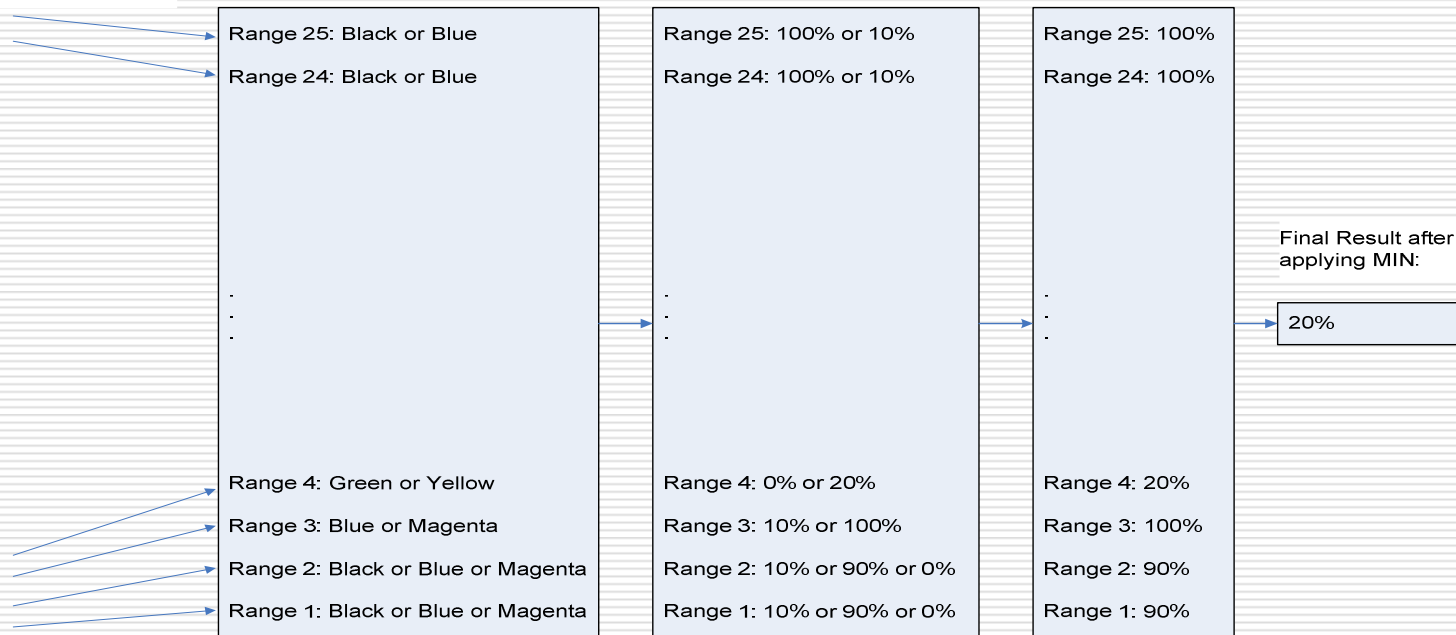 Range 25: Black or Blue
Range 24: Black or Blue
.
.
.
Range 4: Green or Yellow
Range 3: Blue or Magenta
Range 2: Black or Blue or Magenta
Range 1: Black or Blue or Magenta
Range 25: 100% or 10%
Range 24: 100% or 10%
.
.
.
Range 4: 0% or 20%
Range 3: 10% or 100%
Range 2: 10% or 90% or 0%
Range 1: 10% or 90% or 0%
Range 25: 100%
Range 24: 100%
.
.
.
Range 4: 20%
Range 3: 100%
Range 2: 90%
Range 1: 90%
Final Result after
applying MIN:
20%